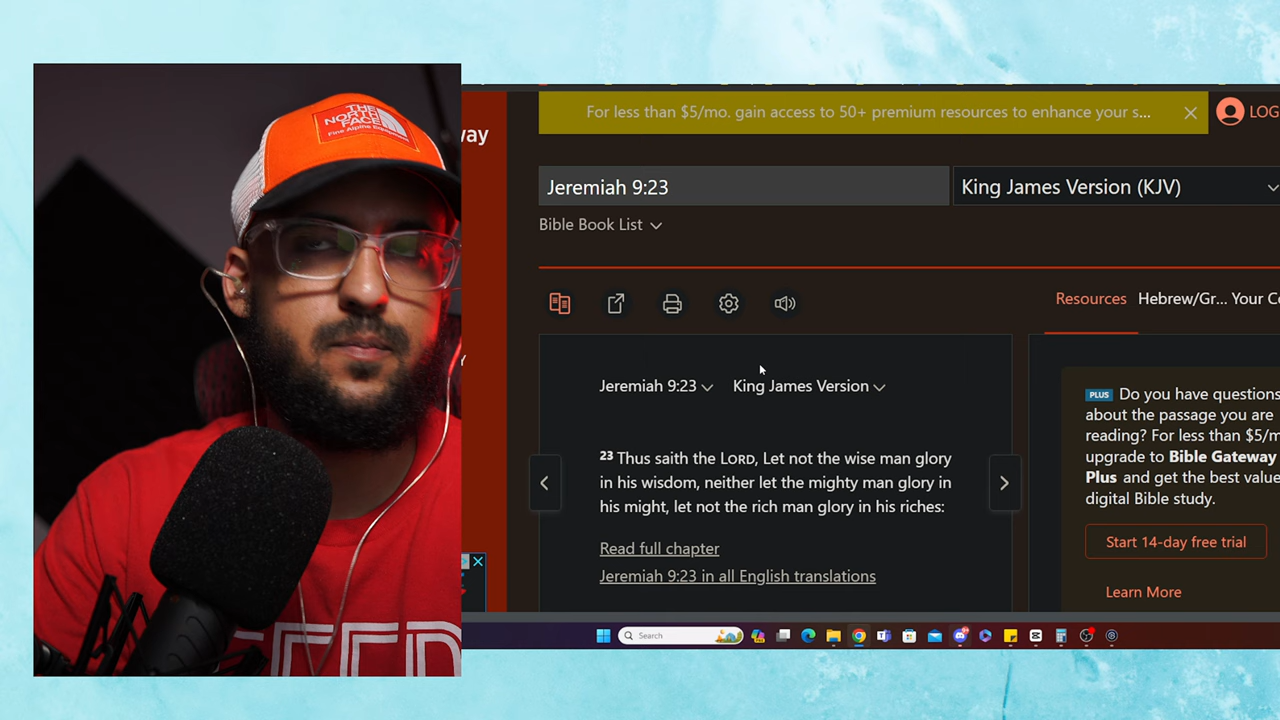 THE
NORTH
FACE
way
For less than $5/mo. gain access to 50+ premium resources to enhance your s...
LOG
Jeremiah 9:23
King James Version (KJV)
Bible Book List
Resources Hebrew/Gr... Your Co
Jeremiah 9:23 King James Version
23 Thus saith the LORD, Let not the wise man glory
in his wisdom, neither let the mighty man glory in
his might, let not the rich man glory in his riches:
Read full chapter
Jeremiah 9:23 in all English translations
PLUS Do you have questions
about the passage you are
reading? For less than $5/m
upgrade to Bible Gateway
Plus and get the best value
digital Bible study.
Start 14-day free trial
Learn More
Search